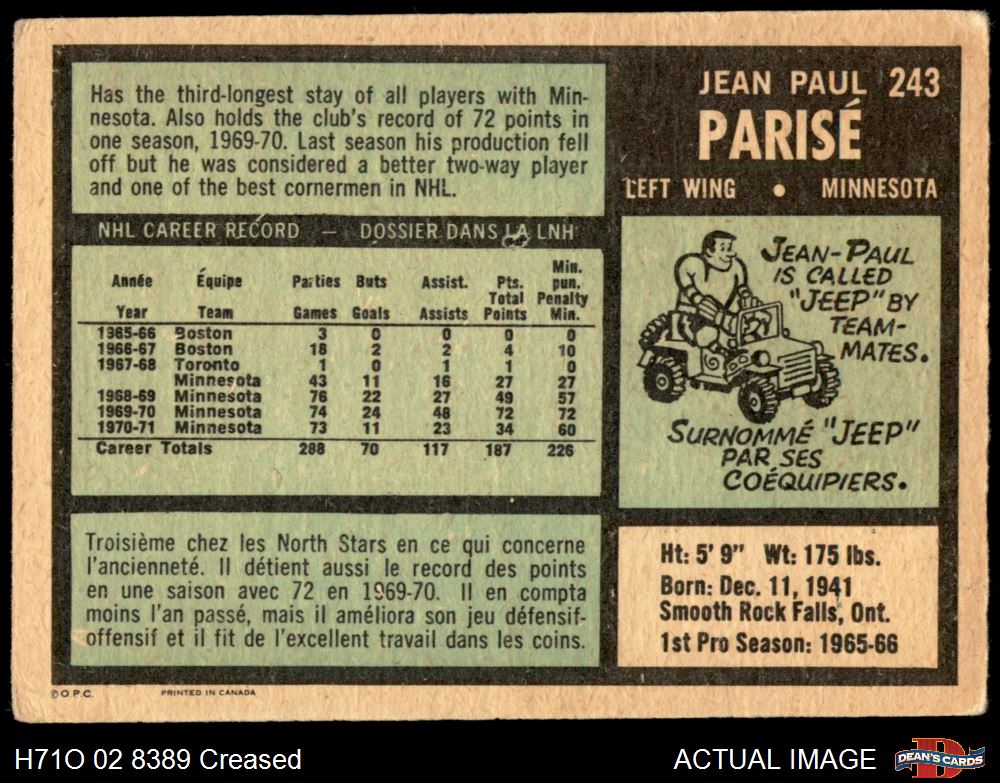 Has the third-longest stay of all players with Min-
nesota. Also holds the club's record of 72 points in
one season, 1969-70. Last season his production fell
off but he was considered a better two-way player
and one of the best cornermen in NHL.
JEAN PAUL 243
PARISÉ
LEFT WING • MINNESOTA
NHL CAREER RECORD — DOSSIER DANS LA LNH
Année Équipe Parties Buts Assist. Pts. Min. pun.
Year Team Games Goals Assists Total Points Penalty Min.
1965-66 Boston 3 0 0 0 0
1966-67 Boston 18 2 2 4 10
1967-68 Toronto 1 0 1 1 0
Minnesota 43 11 16 27 27
1968-69 Minnesota 76 22 27 49 57
1969-70 Minnesota 74 24 48 72 72
1970-71 Minnesota 73 11 23 34 60
Career Totals 288 70 117 187 226
JEAN-PAUL
IS CALLED
"JEEP" BY
TEAM-
MATES.
SURNOMMÉ "JEEP"
PAR SES
COÉQUIPIERS.
Troisième chez les North Stars en ce qui concerne
l'ancienneté. Il détient aussi le record des points
en une saison avec 72 en 1969-70. Il en compta
moins l'an passé, mais il améliora son jeu défensif-
offensif et il fit de l'excellent travail dans les coins.
Ht: 5' 9" Wt: 175 lbs.
Born: Dec. 11, 1941
Smooth Rock Falls, Ont.
1st Pro Season: 1965-66
© O.P.C. PRINTED IN CANADA
H71O 02 8389 Creased
ACTUAL IMAGE
DEAN'S CARDS